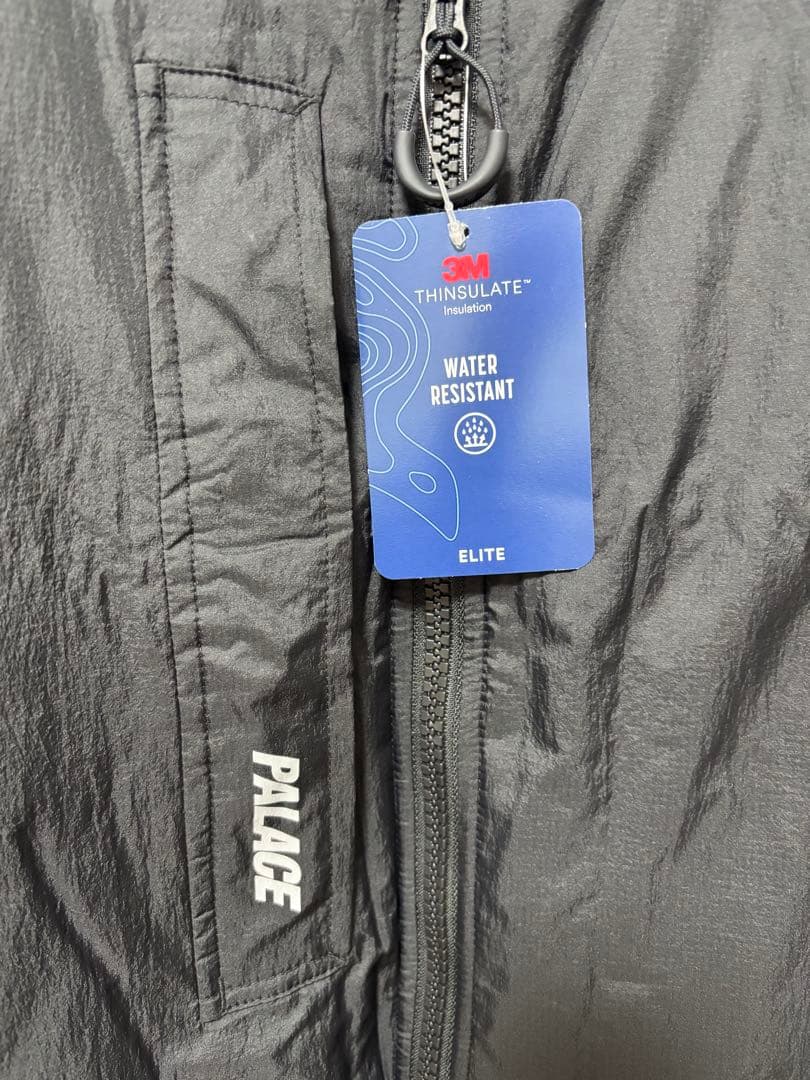 3M
THINSULATE™
Insulation
WATER
RESISTANT
ELITE
PALACE